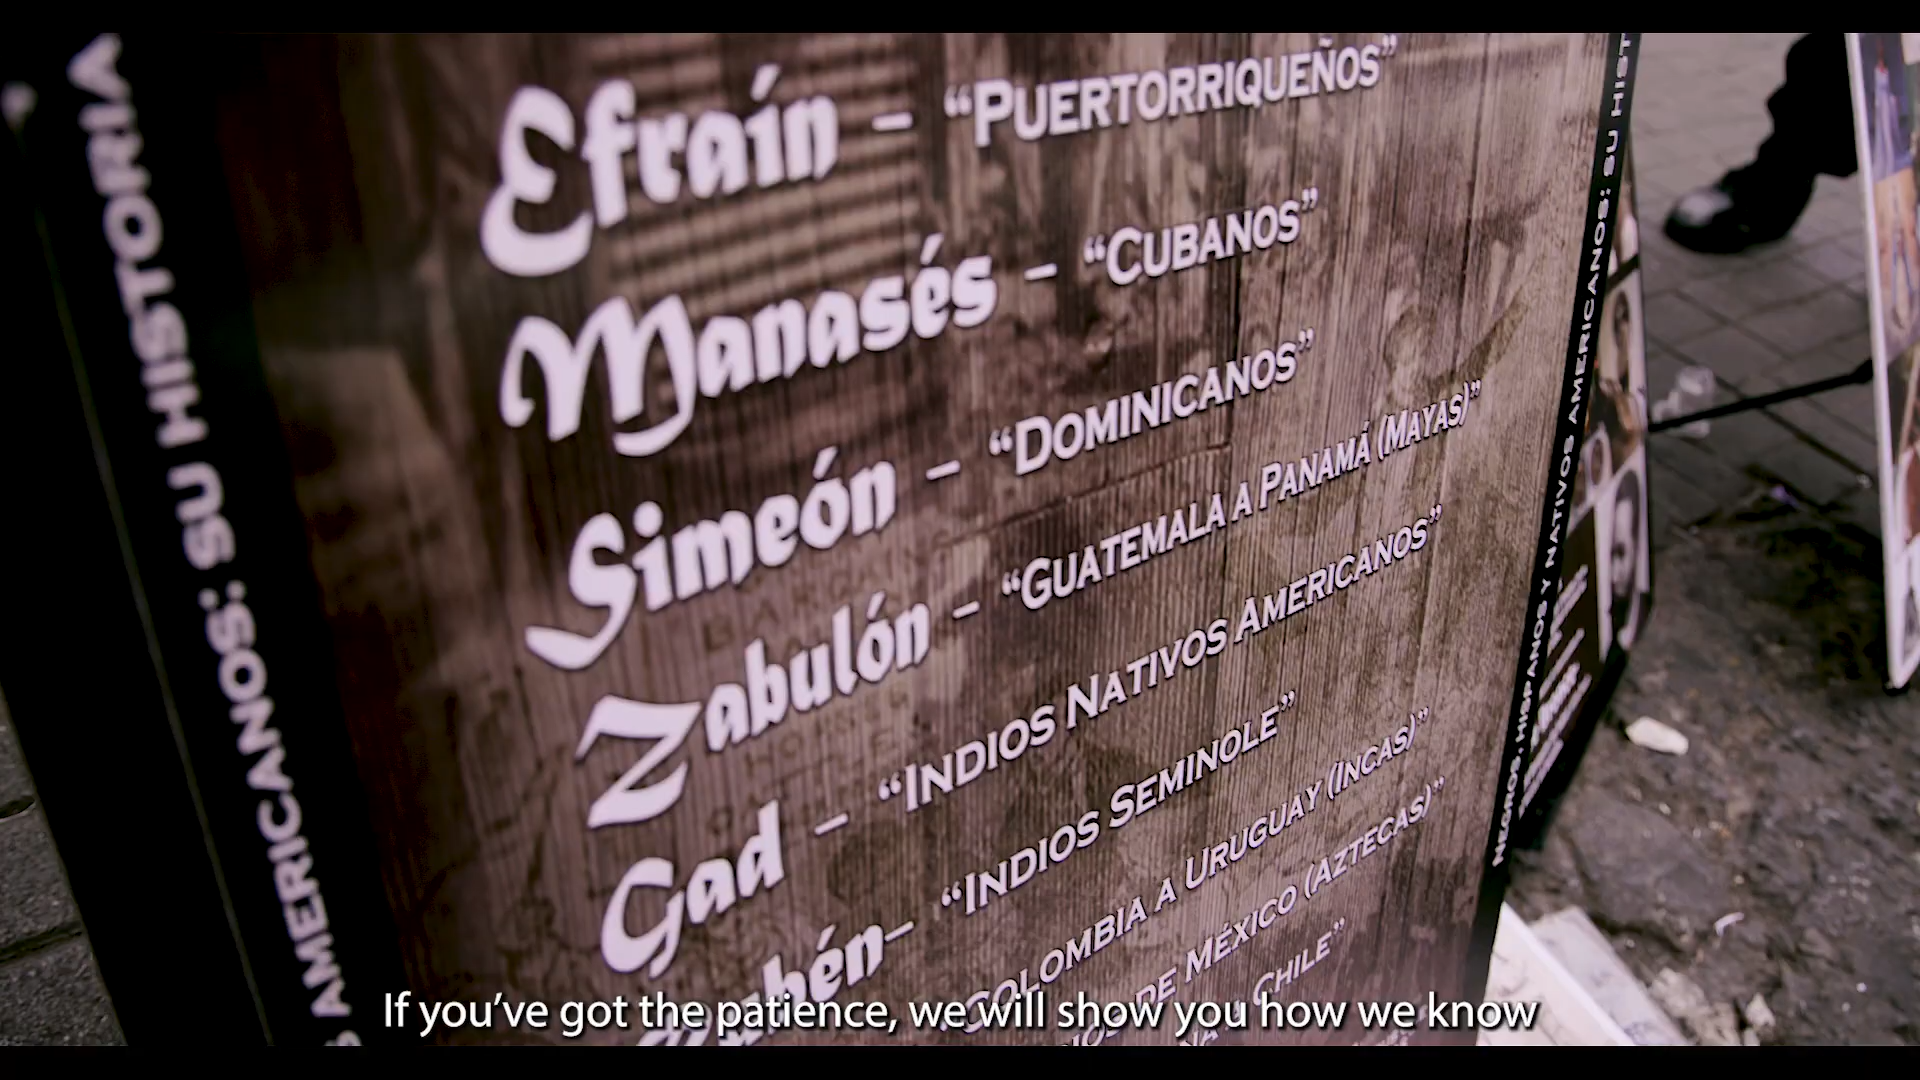 S AMERICANOS: SU HISTORIA
Efraín – “PUERTORRIQUEÑOS”
Manasés – “CUBANOS”
Simeón – “DOMINICANOS”
Zabulón – “GUATEMALA A PANAMÁ (MAYAS)”
Gad – “INDIOS NATIVOS AMERICANOS”
Rubén– “INDIOS SEMINOLE”
“COLOMBIA A URUGUAY (INCAS)”
DE MÉXICO (AZTECAS)”
CHILE”
NEGROS, HISPANOS Y NATIVOS AMERICANOS: SU HIST
If you’ve got the patience, we will show you how we know